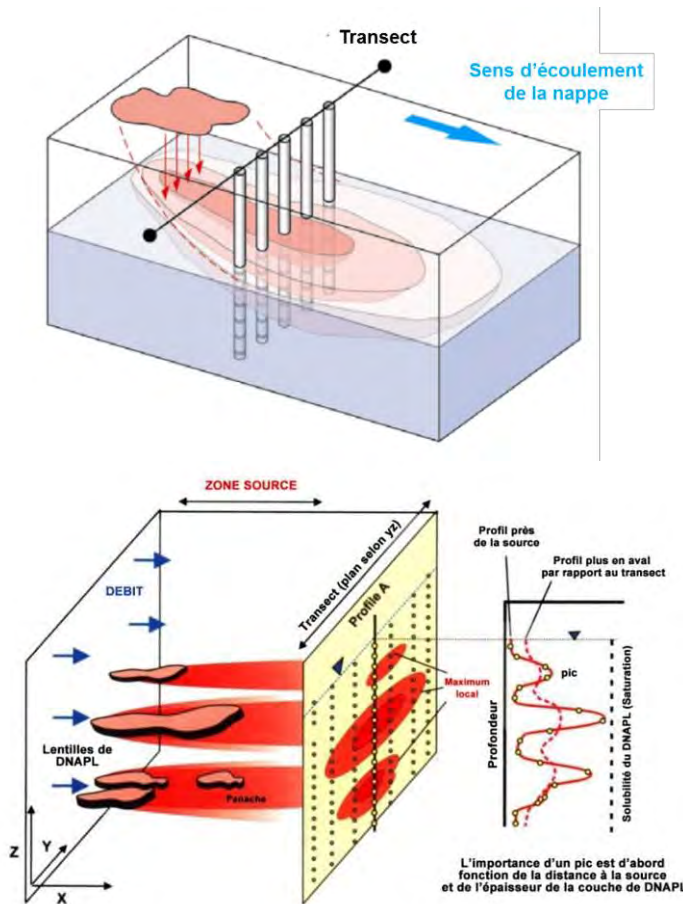 Transect
Sens d'écoulement
de la nappe
ZONE SOURCE
DEBIT
Transect (plan selon yz)
Profile A
Profil près
de la source
Profil plus en aval
par rapport au transect
pic
Maximum
local
Profondeur
Solubilité du DNAPL (Saturation)
Lentilles de
DNAPL
Panache
Z
Y
X
L'importance d'un pic est d'abord
fonction de la distance à la source
et de l'épaisseur de la couche de DNAPL